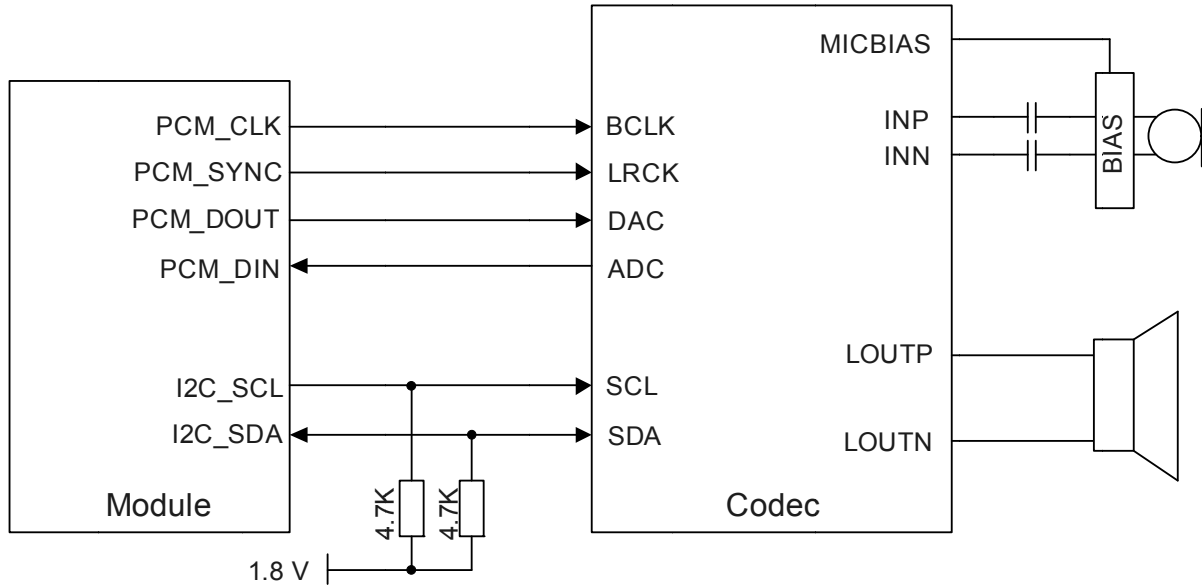 MICBIAS
PCM_CLK
BCLK
INP
PCM_SYNC
LRCK
INN
BIAS
PCM_DOUT
DAC
PCM_DIN
ADC
LOUTP
I2C_SCL
SCL
I2C_SDA
SDA
LOUTN
4.7K
4.7K
Module
Codec
1.8 V